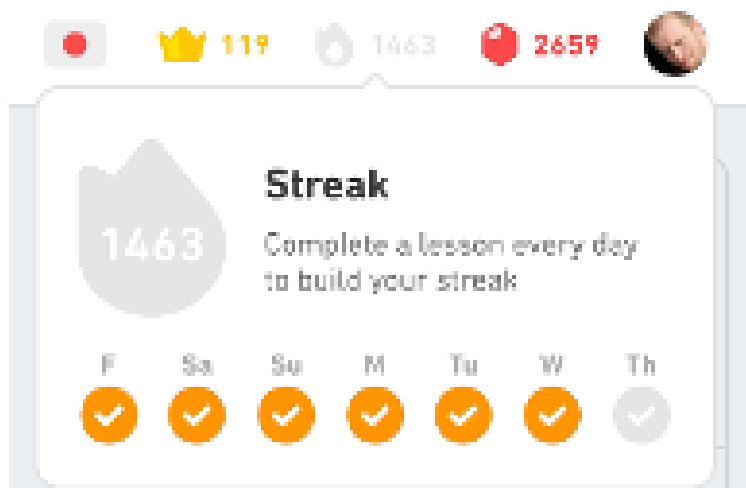 119 1463 2659
Streak
1463
Complete a lesson every day
to build your streak
F Sa Su M Tu W Th